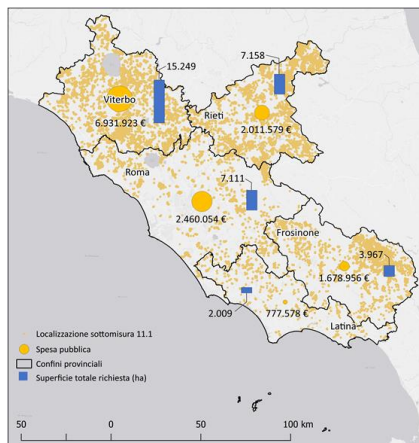 7.158
15.249
Viterbo
6.931.923 €
Rieti
2.011.579 €
Roma
7.111
2.460.054 €
Frosinone
3.967
1.678.956 €
2.009
777.578 €
Latina
Localizzazione sottomisura 11.1
Spesa pubblica
Confini provinciali
Superficie totale richiesta (ha)
50 0 50 100 km